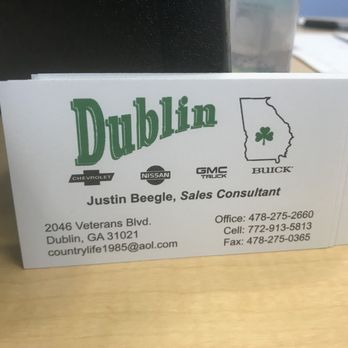 Dublin
CHEVROLET NISSAN GMC TRUCK BUICK
Justin Beegle, Sales Consultant
2046 Veterans Blvd.
Dublin, GA 31021
countrylife1985@aol.com
Office: 478-275-2660
Cell: 772-913-5813
Fax: 478-275-0365